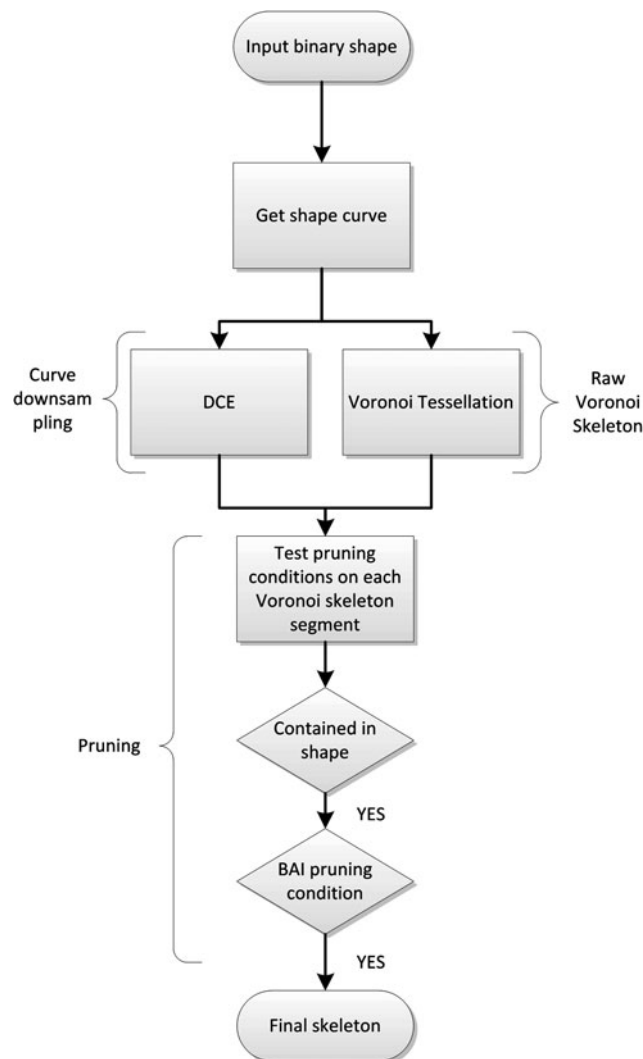 Input binary shape
Get shape curve
Curve
downsam
pling
DCE
Voronoi Tessellation
Raw
Voronoi
Skeleton
Test pruning
conditions on each
Voronoi skeleton
segment
Pruning
Contained in
shape
YES
BAI pruning
condition
YES
Final skeleton